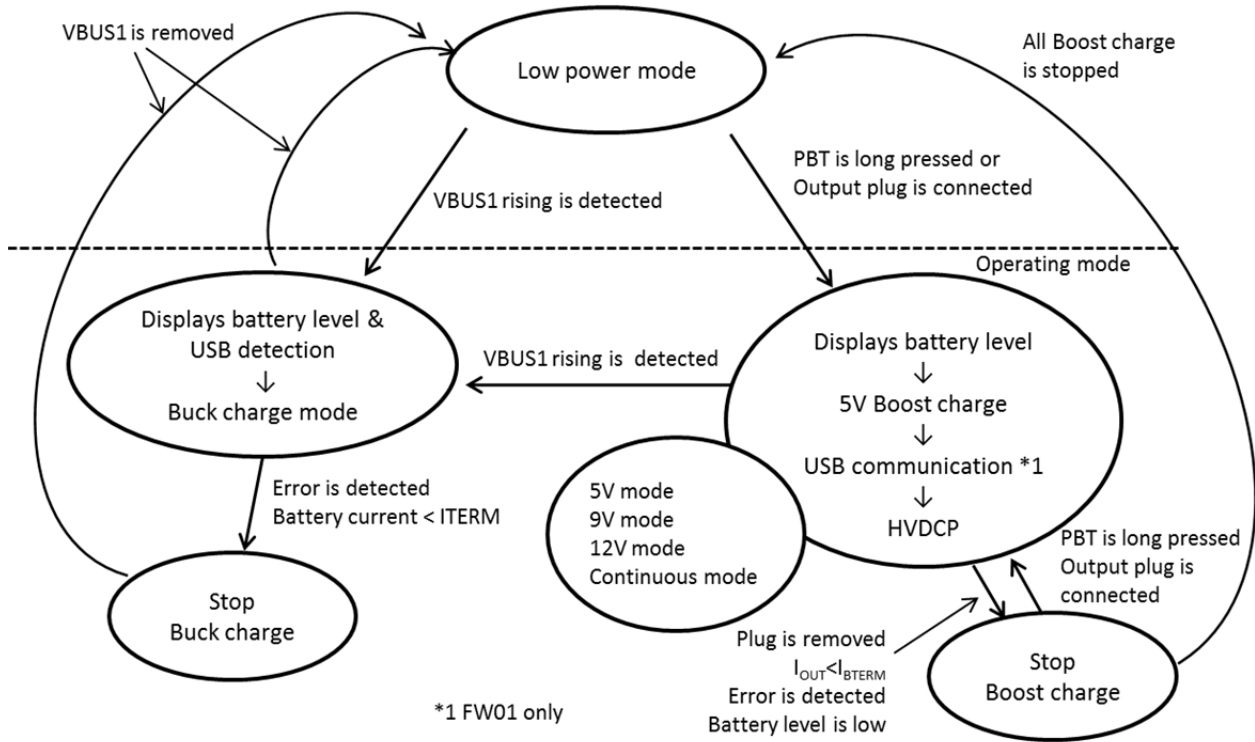 VBUS1 is removed
Low power mode
All Boost charge
is stopped
PBT is long pressed or
Output plug is connected
VBUS1 rising is detected
Operating mode
Displays battery level &
USB detection
↓
Buck charge mode
VBUS1 rising is detected
Displays battery level
↓
5V Boost charge
↓
USB communication *1
↓
HVDCP
5V mode
9V mode
12V mode
Continuous mode
Error is detected
Battery current < ITERM
Stop
Buck charge
PBT is long pressed
Output plug is
connected
Plug is removed
IOUT<IBTERM
Error is detected
Battery level is low
Stop
Boost charge
*1 FW01 only